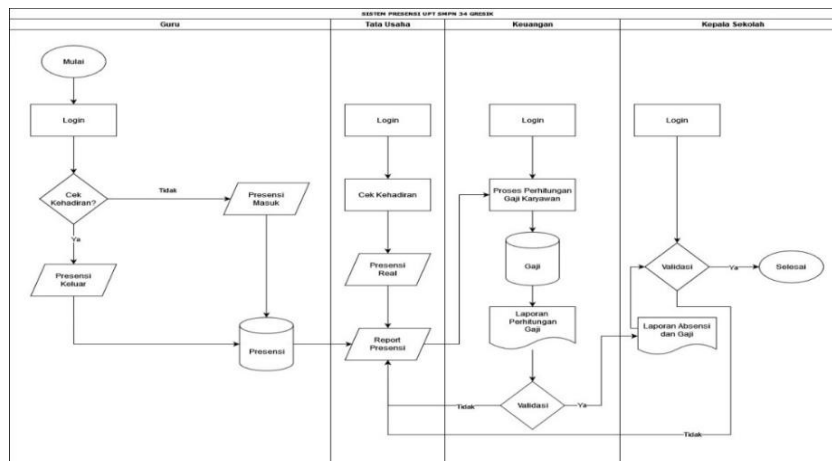 SISTEM PRESENSI UPT SMPN 34 GRESIK
Guru
Tata Usaha
Keuangan
Kepala Sekolah
Mulai
Login
Login
Login
Login
Cek
Kehadiran?
Tidak
Presensi
Masuk
Cek Kehadiran
Proses Perhitungan
Gaji Karyawan
Ya
Presensi
Keluar
Presensi
Real
Gaji
Validasi
Ya
Selesai
Presensi
Report
Presensi
Laporan
Perhitungan
Gaji
Laporan Absensi
dan Gaji
Tidak
Validasi
Ya
Tidak